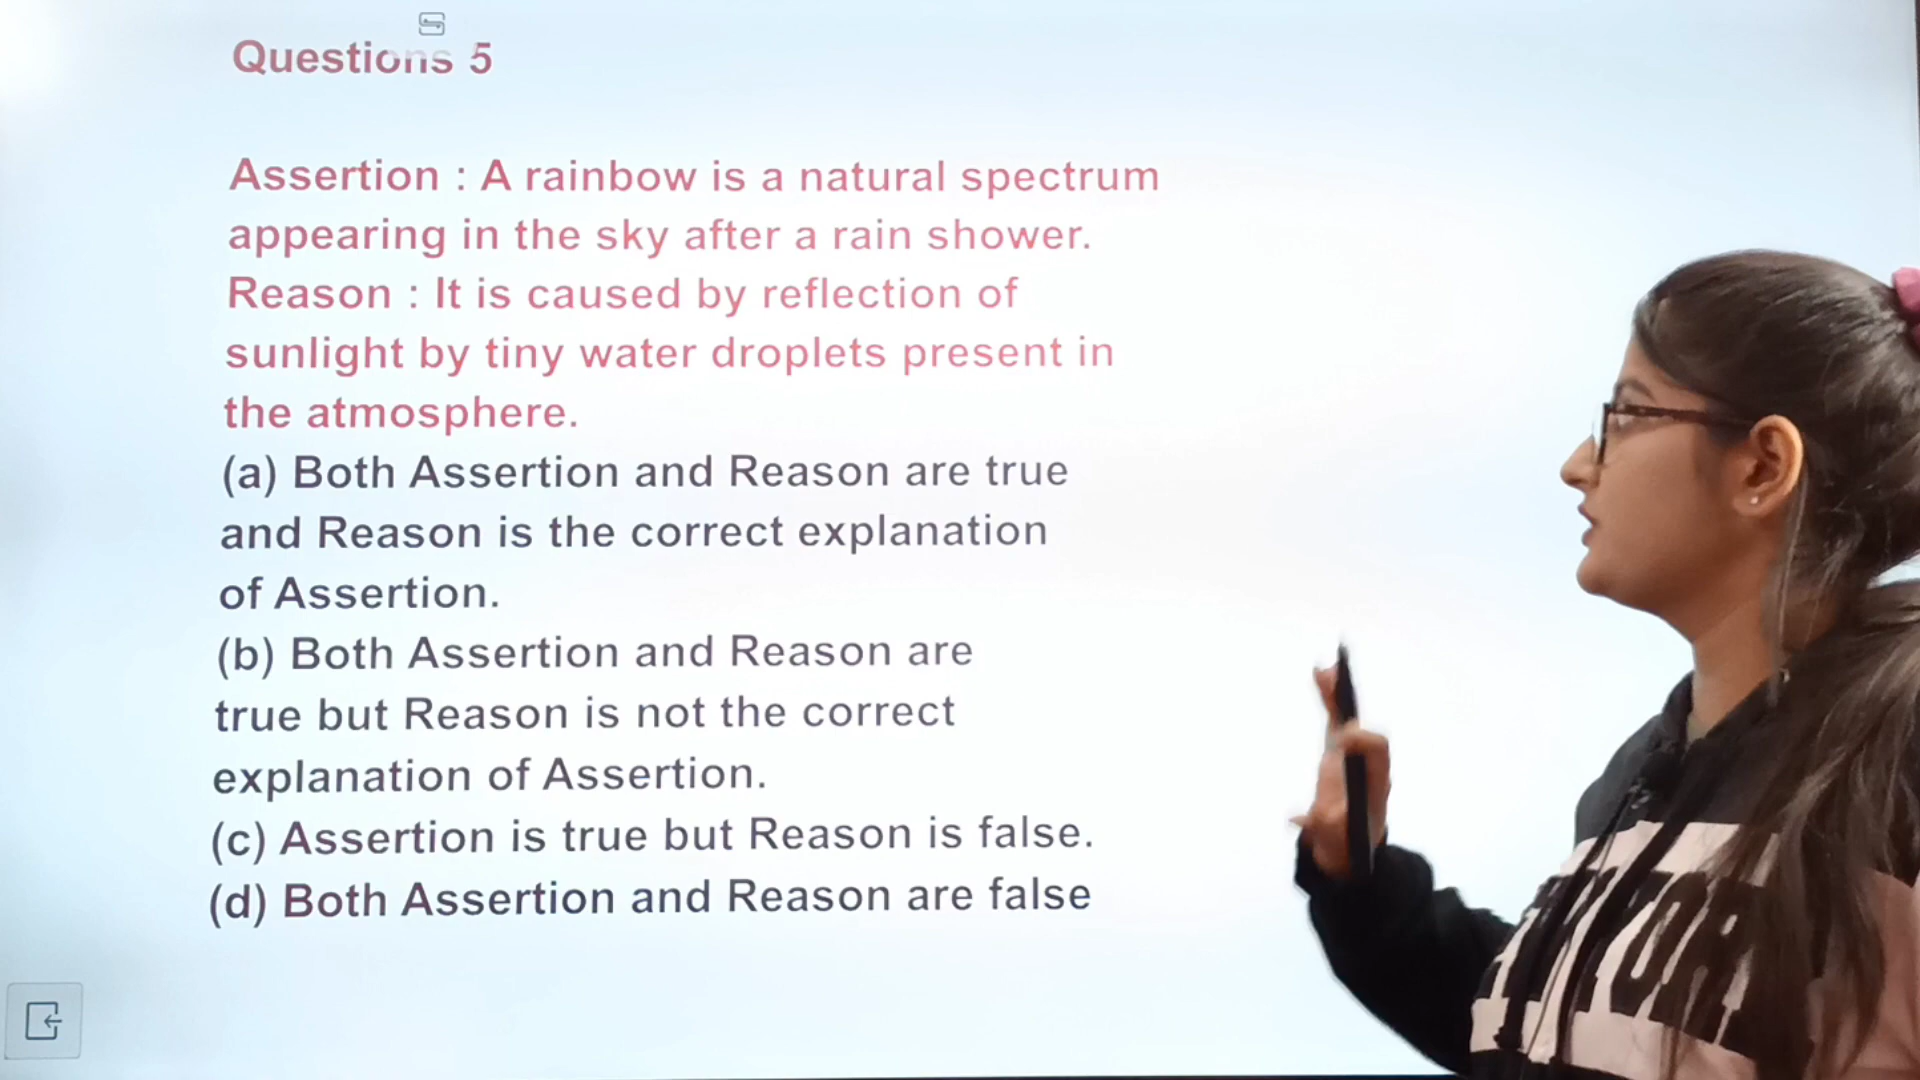 Questions 5
Assertion : A rainbow is a natural spectrum
appearing in the sky after a rain shower.
Reason : It is caused by reflection of
sunlight by tiny water droplets present in
the atmosphere.
(a) Both Assertion and Reason are true
and Reason is the correct explanation
of Assertion.
(b) Both Assertion and Reason are
true but Reason is not the correct
explanation of Assertion.
(c) Assertion is true but Reason is false.
(d) Both Assertion and Reason are false